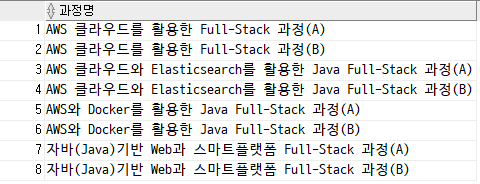 과정명
1 AWS 클라우드를 활용한 Full-Stack 과정(A)
2 AWS 클라우드를 활용한 Full-Stack 과정(B)
3 AWS 클라우드와 Elasticsearch를 활용한 Java Full-Stack 과정(A)
4 AWS 클라우드와 Elasticsearch를 활용한 Java Full-Stack 과정(B)
5 AWS와 Docker를 활용한 Java Full-Stack 과정(A)
6 AWS와 Docker를 활용한 Java Full-Stack 과정(B)
7 자바(Java)기반 Web과 스마트플랫폼 Full-Stack 과정(A)
8 자바(Java)기반 Web과 스마트플랫폼 Full-Stack 과정(B)